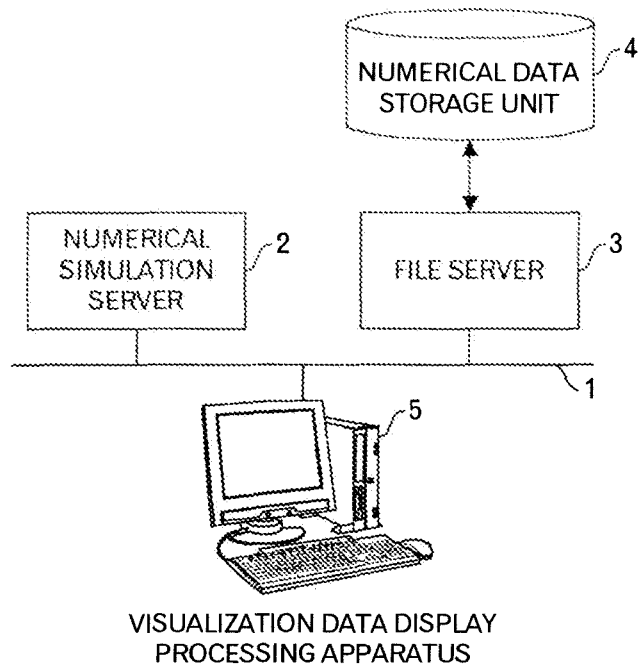 4
NUMERICAL DATA
STORAGE UNIT
NUMERICAL
SIMULATION
SERVER
2
FILE SERVER
3
1
5
VISUALIZATION DATA DISPLAY
PROCESSING APPARATUS